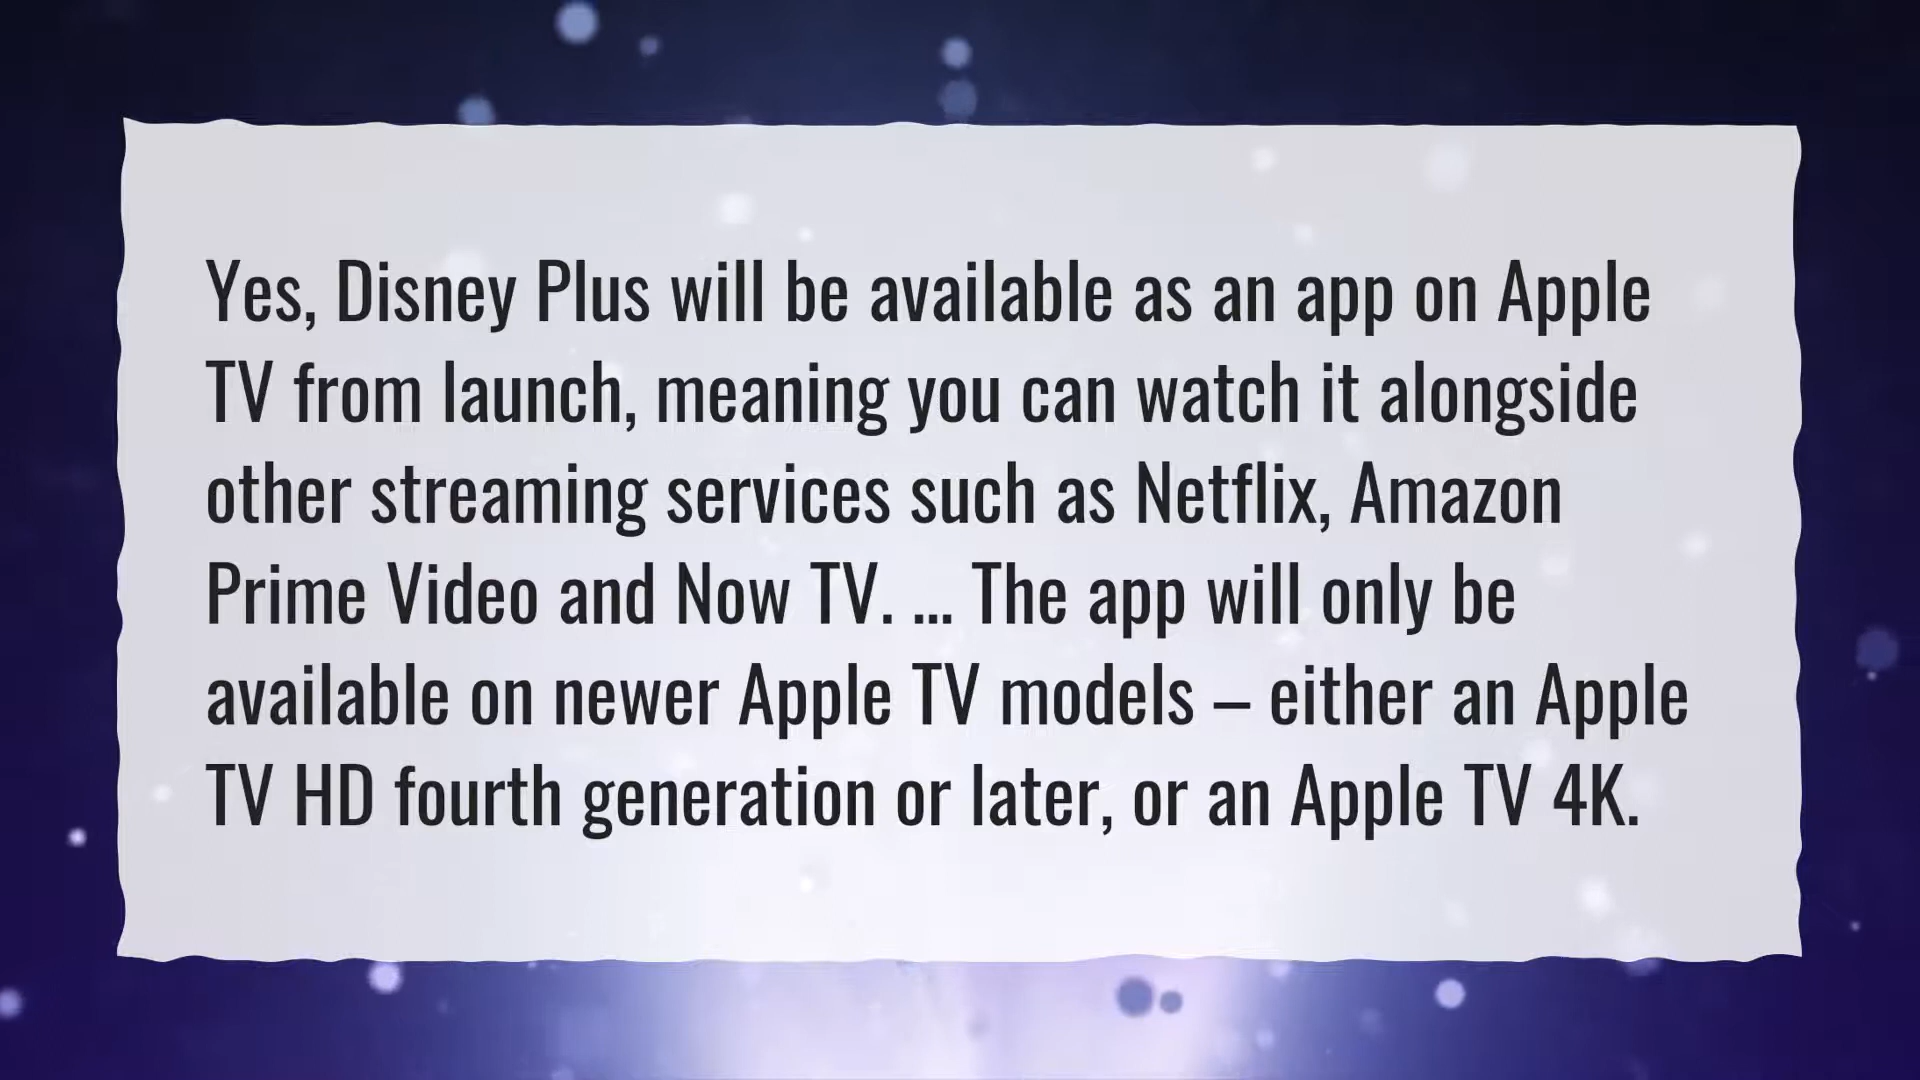 Yes, Disney Plus will be available as an app on Apple
TV from launch, meaning you can watch it alongside
other streaming services such as Netflix, Amazon
Prime Video and Now TV. ... The app will only be
available on newer Apple TV models – either an Apple
TV HD fourth generation or later, or an Apple TV 4K.